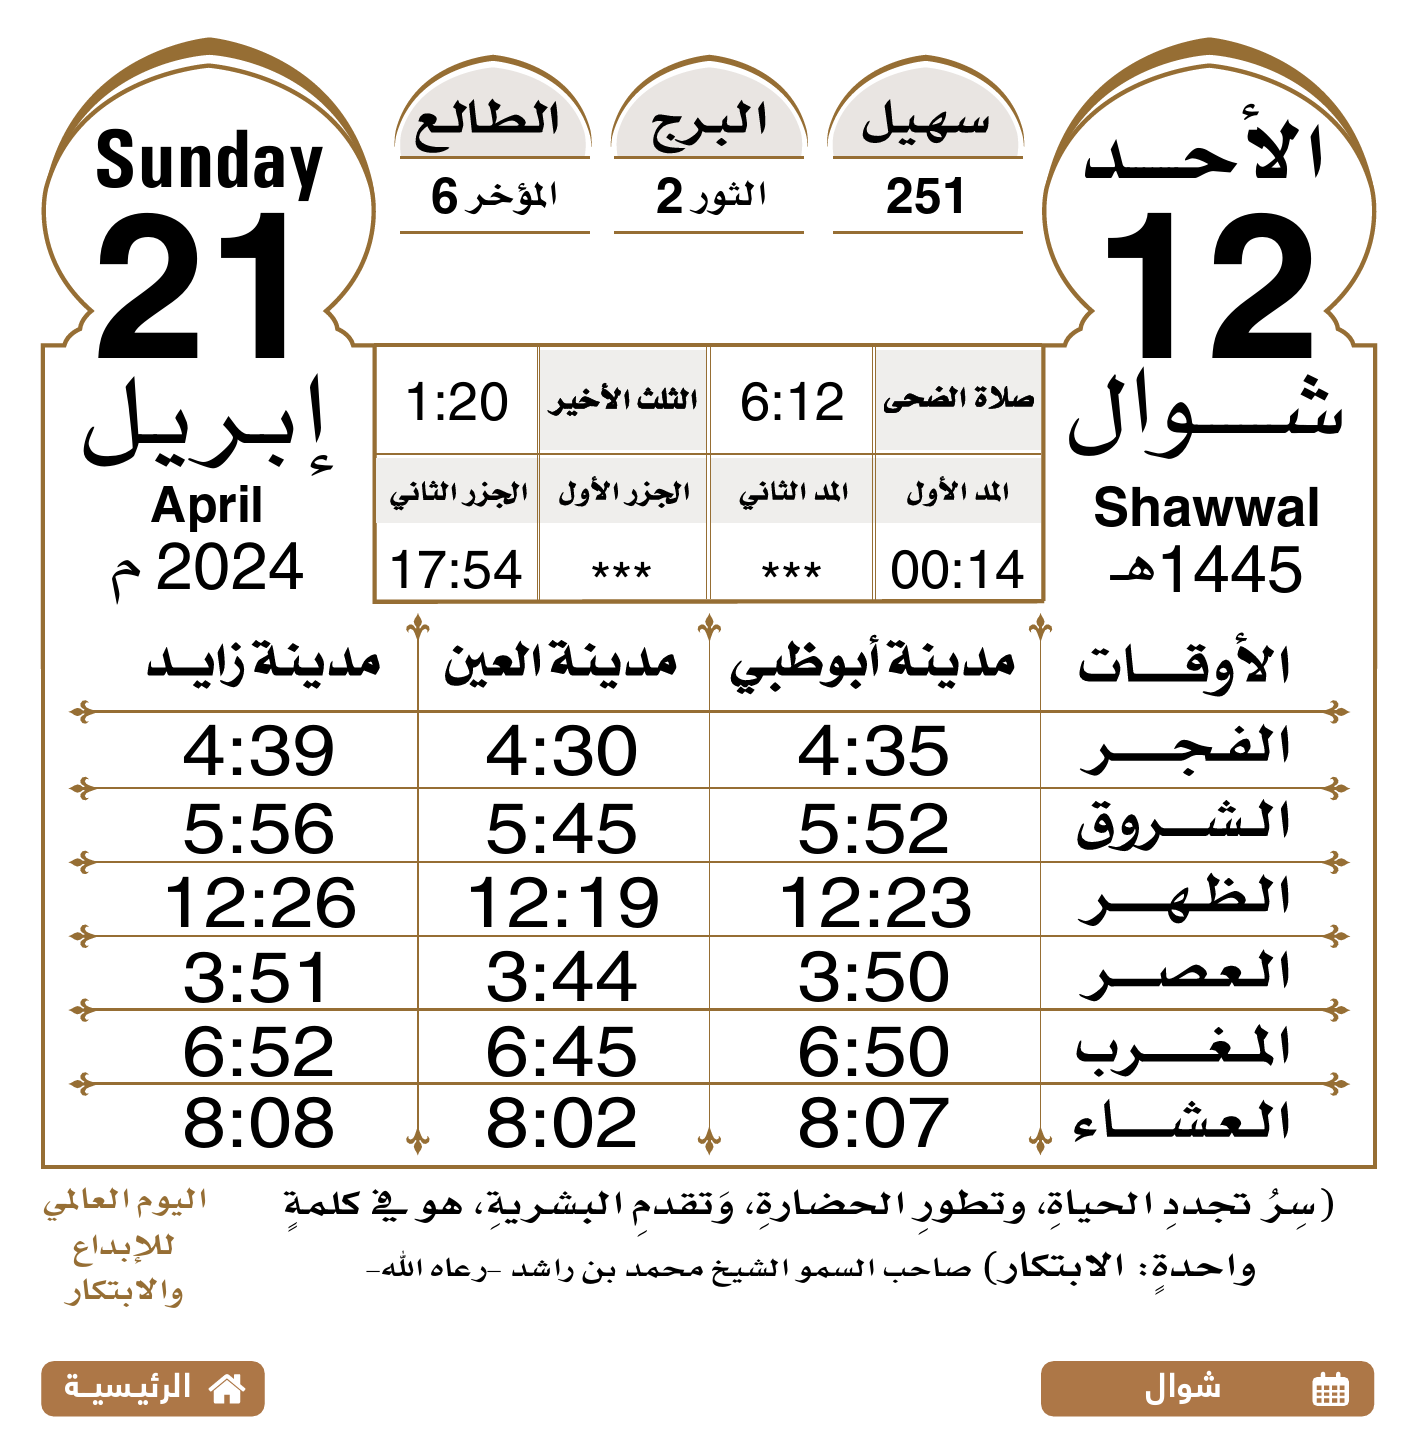 الأحد
12
شوال
Shawwal
1445هـ
سهيل
251
البرج
الثور 2
الطالع
المؤخر 6
Sunday
21
إبريل
April
2024 م
صلاة الضحى 6:12 الثلث الأخير 1:20
المد الأول المد الثاني الجزر الأول الجزر الثاني
00:14 *** *** 17:54
الأوقات مدينة أبوظبي مدينة العين مدينة زايد
الفجر 4:35 4:30 4:39
الشروق 5:52 5:45 5:56
الظهر 12:23 12:19 12:26
العصر 3:50 3:44 3:51
المغرب 6:50 6:45 6:52
العشاء 8:07 8:02 8:08
(سِرُ تجددِ الحياةِ، وتطورِ الحضارةِ، وَتقدمِ البشريةِ، هو في كلمةٍ
واحدةٍ: الابتكار) صاحب السمو الشيخ محمد بن راشد -رعاه الله-
اليوم العالمي
للإبداع
والابتكار
شوال
الرئيسية